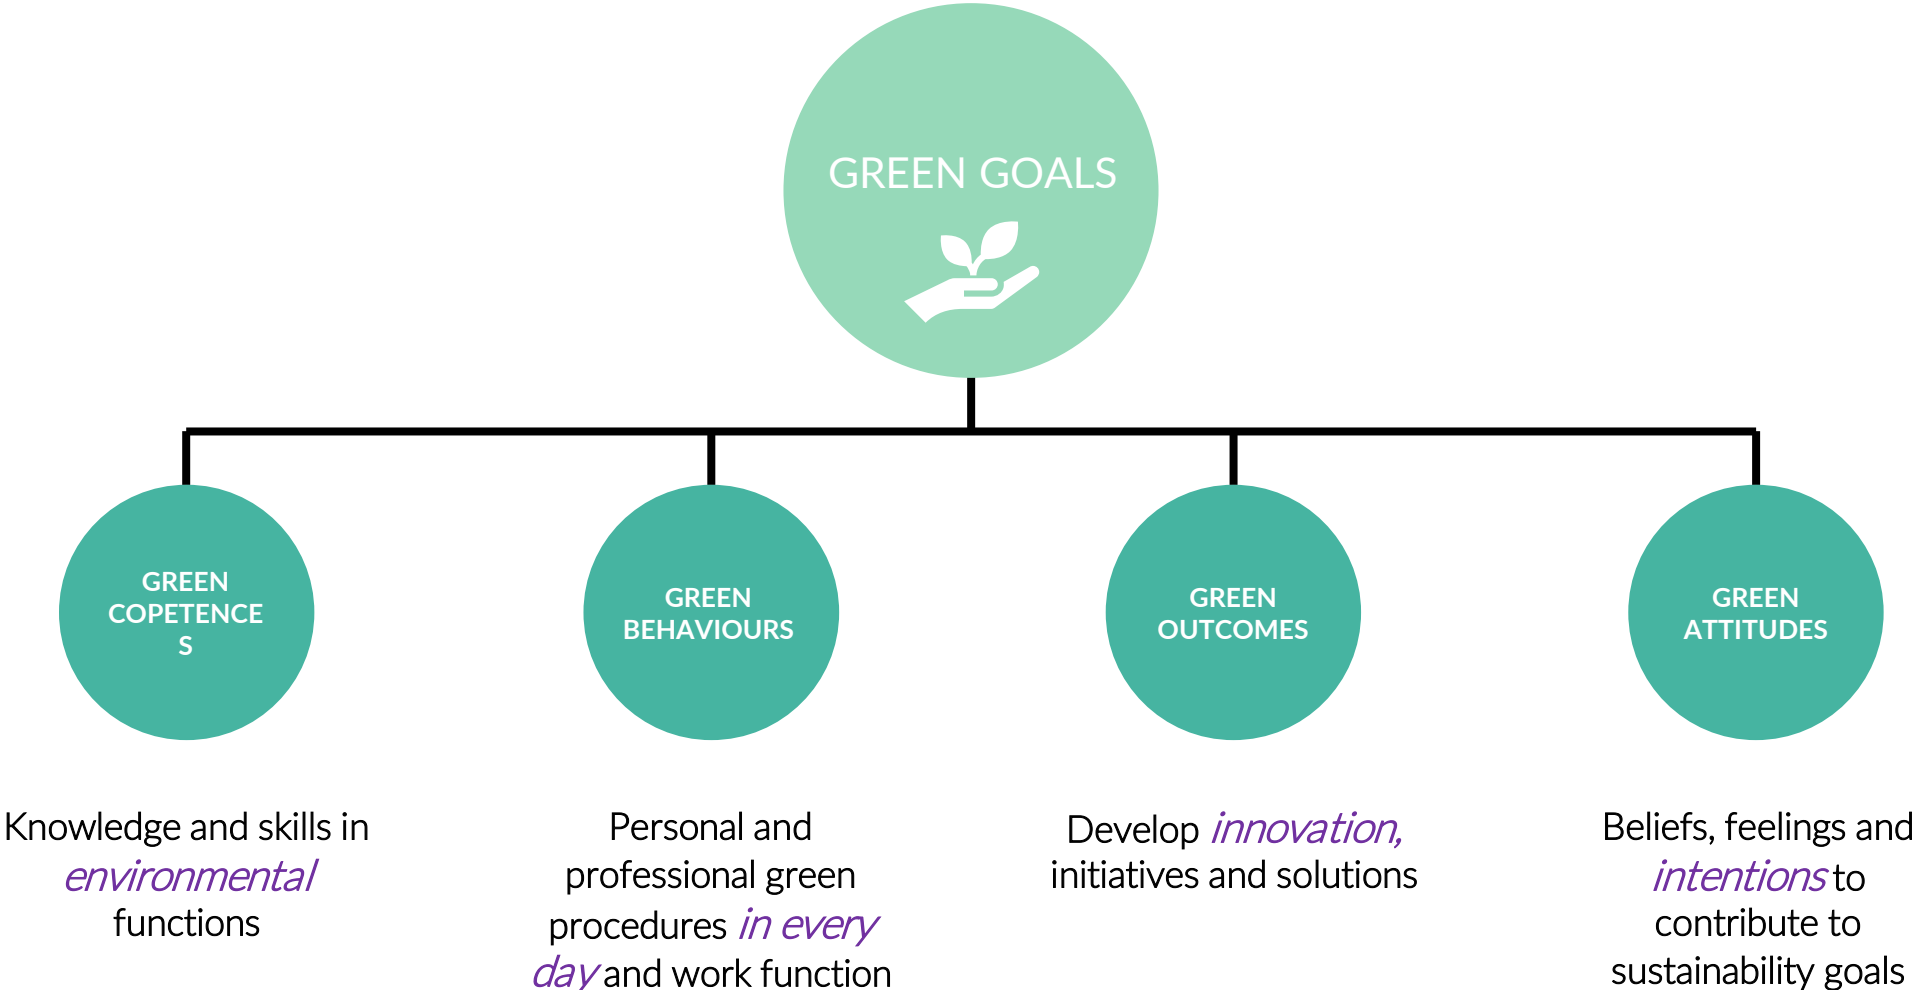 GREEN GOALS
GREEN
COPETENCE
S
GREEN
BEHAVIOURS
GREEN
OUTCOMES
GREEN
ATTITUDES
Knowledge and skills in
environmental
functions
Personal and
professional green
procedures in every
day and work function
Develop innovation,
initiatives and solutions
Beliefs, feelings and
intentions to
contribute to
sustainability goals